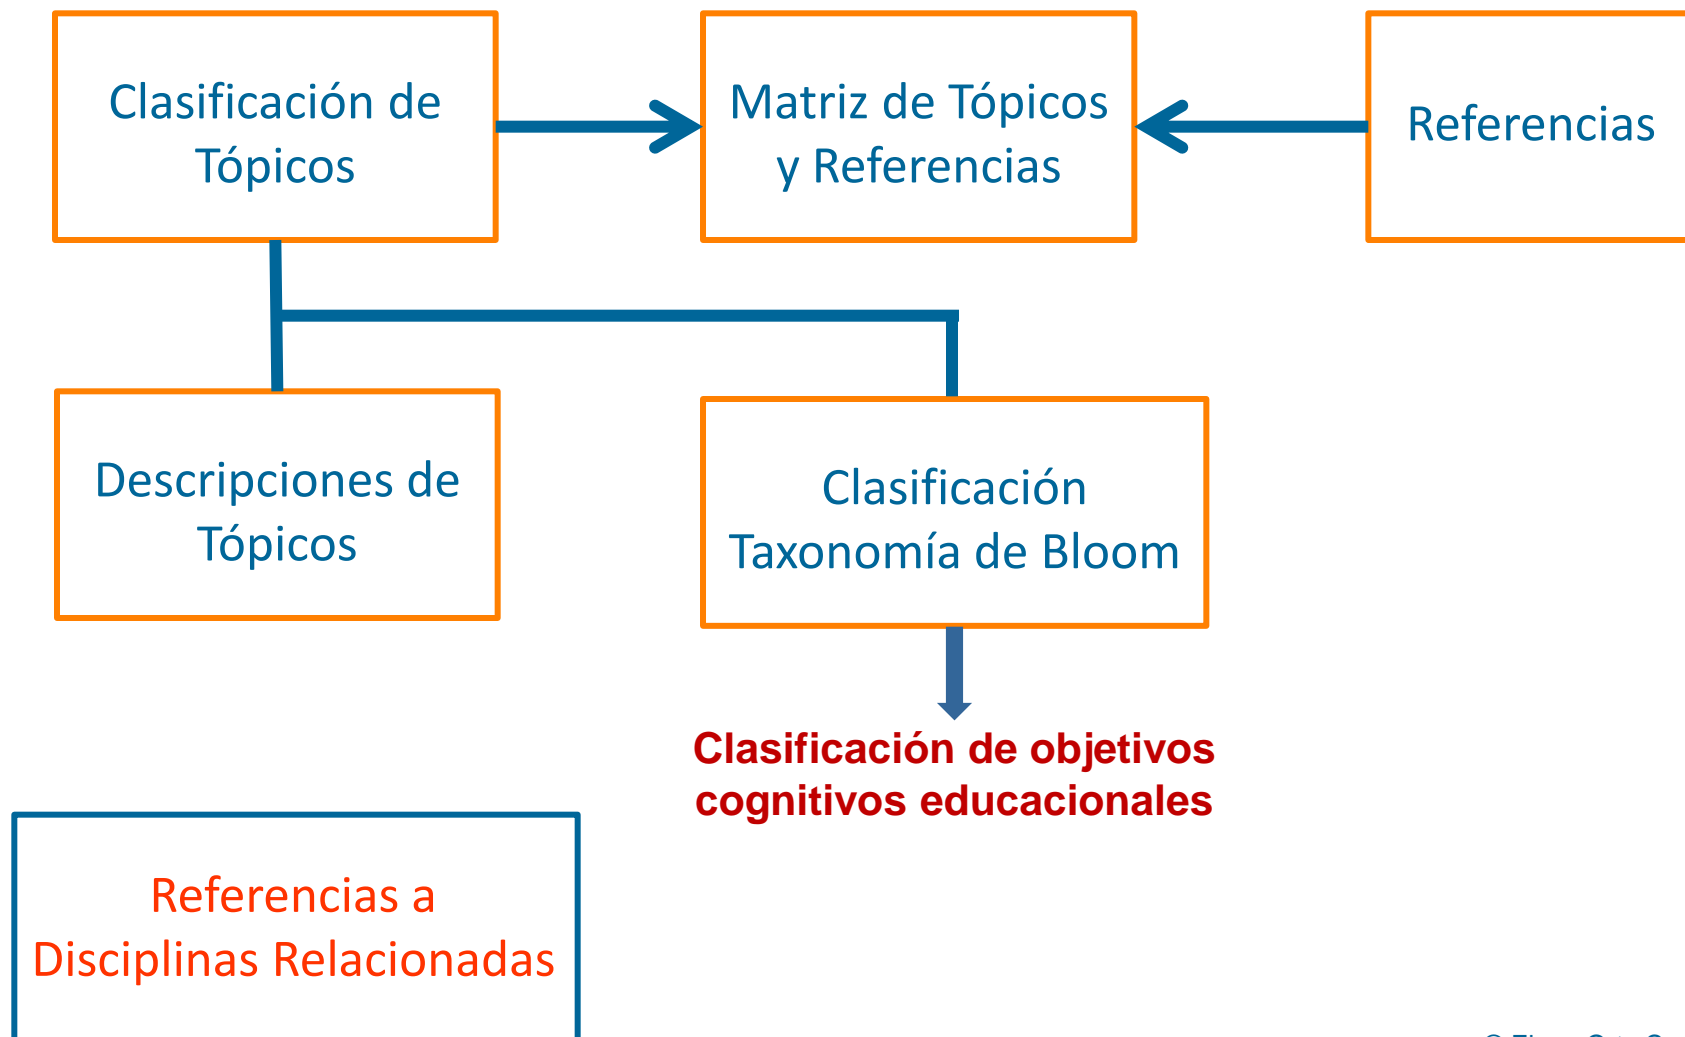 Clasificación de
Tópicos
Matriz de Tópicos
y Referencias
Referencias
Descripciones de
Tópicos
Clasificación
Taxonomía de Bloom
Clasificación de objetivos
cognitivos educacionales
Referencias a
Disciplinas Relacionadas